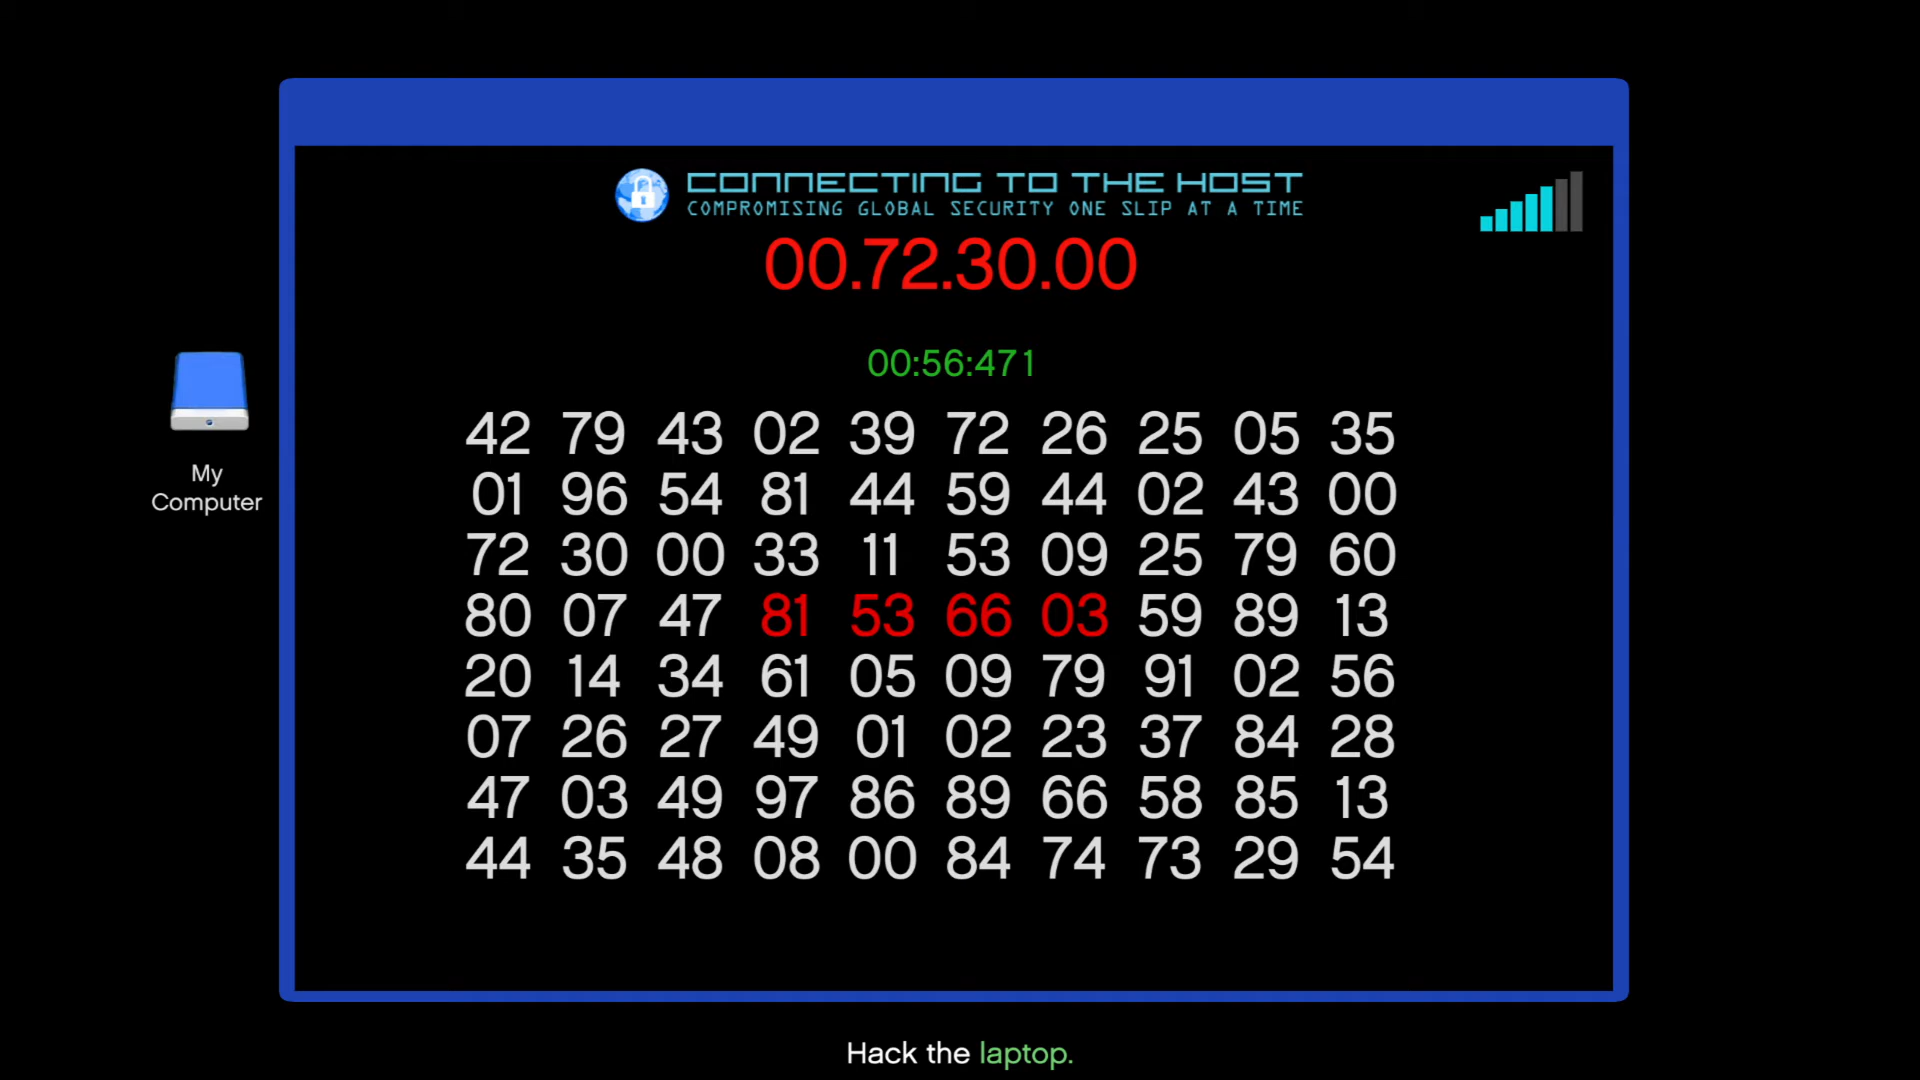 CONNECTING TO THE HOST
COMPROMISING GLOBAL SECURITY ONE SLIP AT A TIME
00.72.30.00
00:56:471
42 79 43 02 39 72 26 25 05 35
01 96 54 81 44 59 44 02 43 00
72 30 00 33 11 53 09 25 79 60
80 07 47 81 53 66 03 59 89 13
20 14 34 61 05 09 79 91 02 56
07 26 27 49 01 02 23 37 84 28
47 03 49 97 86 89 66 58 85 13
44 35 48 08 00 84 74 73 29 54
My
Computer
Hack the laptop.